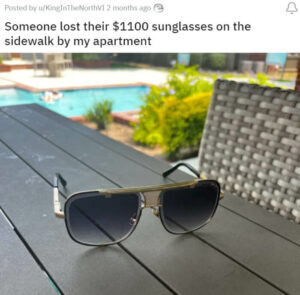 Posted by u/KingInTheNorthVI 2 months ago
Someone lost their $1100 sunglasses on the
sidewalk by my apartment